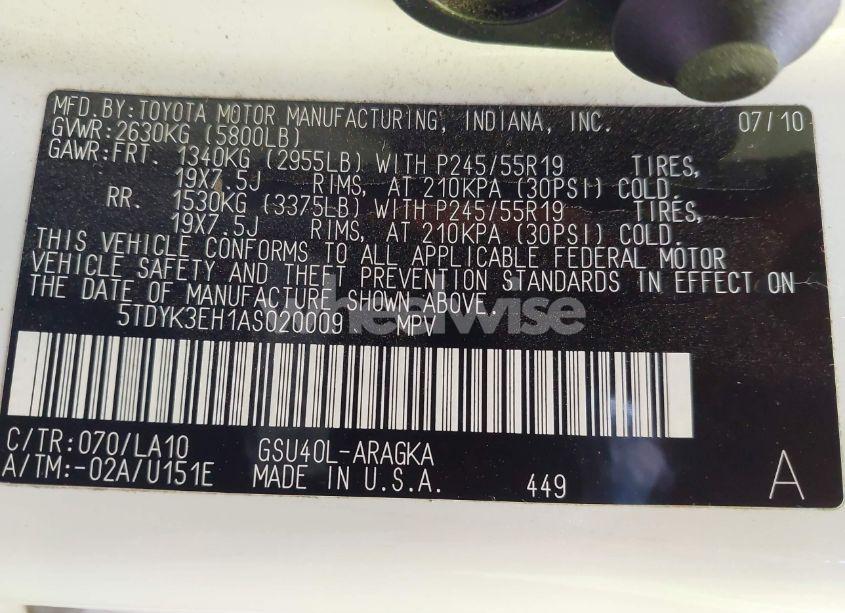 MFD. BY: TOYOTA MOTOR MANUFACTURING, INDIANA, INC. 07/10
GVWR: 2630KG (5800LB)
GAWR: FRT. 1340KG (2955LB) WITH P245/55R19 TIRES,
19X7.5J RIMS, AT 210KPA (30PSI) COLD.
RR. 1530KG (3375LB) WITH P245/55R19 TIRES,
19X7.5J RIMS, AT 210KPA (30PSI) COLD.
THIS VEHICLE CONFORMS TO ALL APPLICABLE FEDERAL MOTOR
VEHICLE SAFETY AND THEFT PREVENTION STANDARDS IN EFFECT ON
THE DATE OF MANUFACTURE SHOWN ABOVE.
wheelwise
5TDYK3EH1AS020009 MPV
C/TR: 070/LA10 GSU40L-ARAGKA
A/TM: -02A/U151E MADE IN U.S.A. 449 A